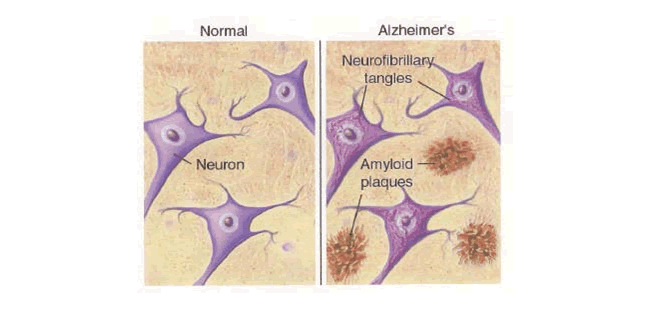 Normal
Alzheimer's
Neurofibrillary
tangles
Neuron
Amyloid
plaques